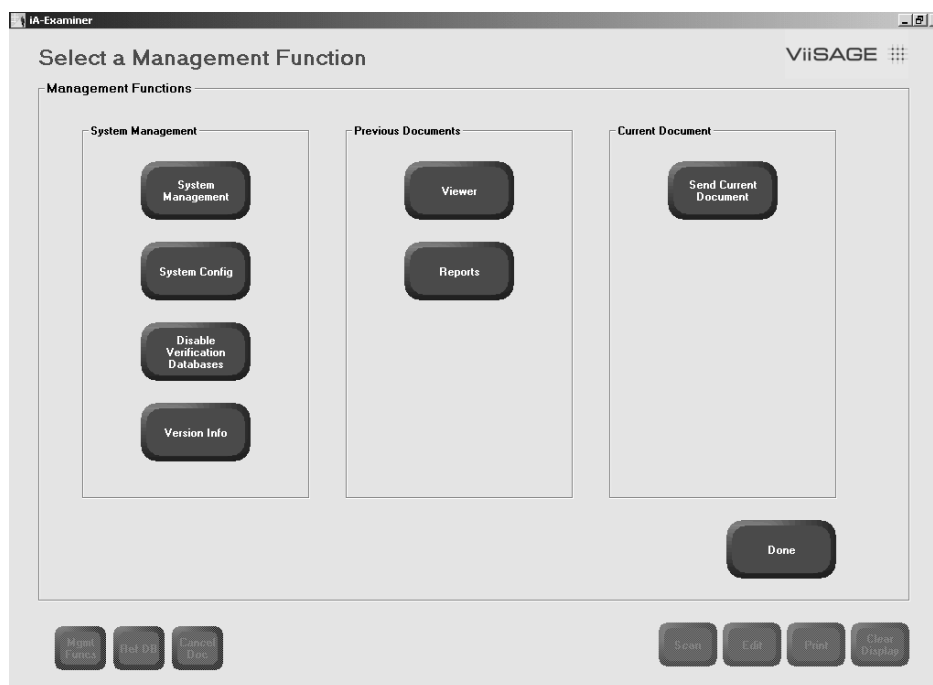 iA-Examiner
Select a Management Function
ViiSAGE
Management Functions
System Management
Previous Documents
Current Document
System
Management
Viewer
Send Current
Document
System Config
Reports
Disable
Verification
Databases
Version Info
Done
Mgmt
Funcs
Ref DB
Cancel
Doc
Scan
Edit
Print
Clear
Display